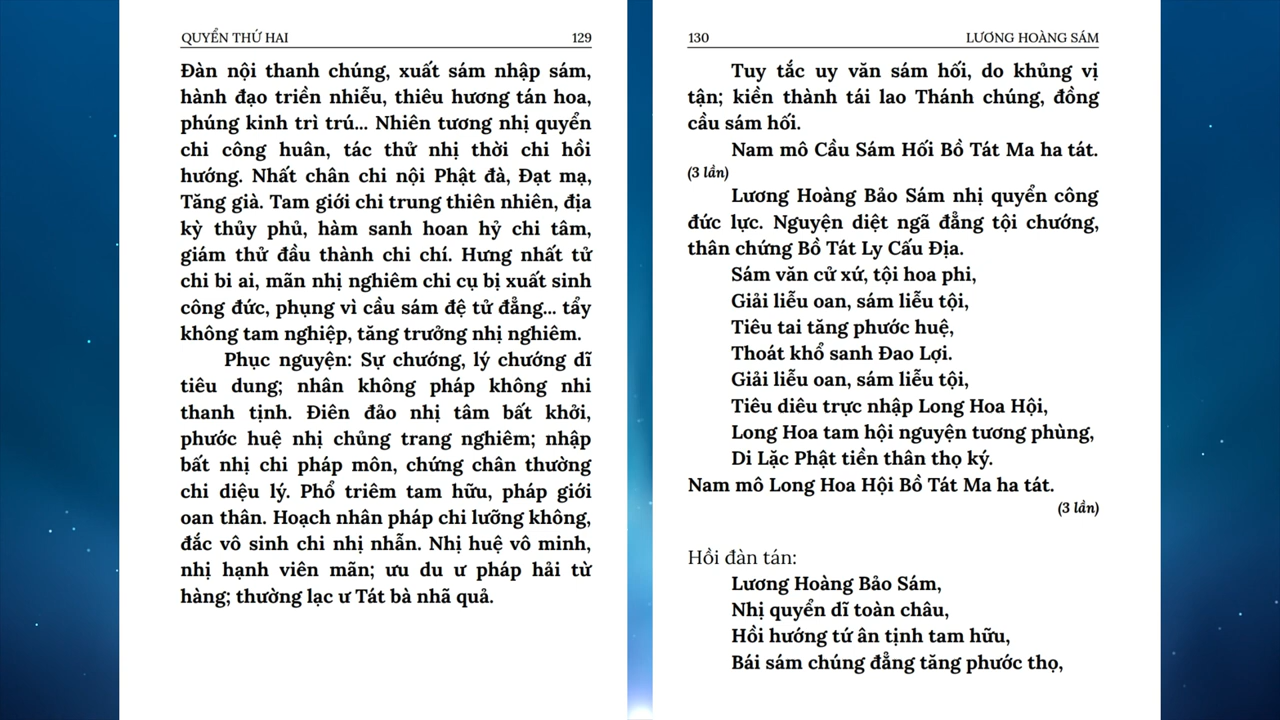 QUYỂN THỨ HAI 129
Đàn nội thanh chúng, xuất sám nhập sám,
hành đạo triền nhiễu, thiêu hương tán hoa,
phúng kinh trì trú... Nhiên tương nhị quyển
chi công huân, tác thử nhị thời chi hồi
hướng. Nhất chân chi nội Phật đà, Đạt mạ,
Tăng già. Tam giới chi trung thiên nhiên, địa
kỳ thủy phủ, hàm sanh hoan hỷ chi tâm,
giám thử đầu thành chi chí. Hưng nhất tử
chi bi ai, mãn nhị nghiêm chi cụ bị xuất sinh
công đức, phụng vì cầu sám đệ tử đẳng... tẩy
không tam nghiệp, tăng trưởng nhị nghiêm.
Phục nguyện: Sự chướng, lý chướng dĩ
tiêu dung; nhân không pháp không nhi
thanh tịnh. Điên đảo nhị tâm bất khởi,
phước huệ nhị chủng trang nghiêm; nhập
bất nhị chi pháp môn, chứng chân thường
chi diệu lý. Phổ triêm tam hữu, pháp giới
oan thân. Hoạch nhân pháp chi lưỡng không,
đắc vô sinh chi nhị nhẫn. Nhị huệ vô minh,
nhị hạnh viên mãn; ưu du ư pháp hải từ
hàng; thường lạc ư Tát bà nhã quả.
130 LƯƠNG HOÀNG SÁM
Tuy tắc uy văn sám hối, do khủng vị
tận; kiền thành tái lao Thánh chúng, đồng
cầu sám hối.
Nam mô Cầu Sám Hối Bồ Tát Ma ha tát.
(3 lần)
Lương Hoàng Bảo Sám nhị quyển công
đức lực. Nguyện diệt ngã đẳng tội chướng,
thân chứng Bồ Tát Ly Cấu Địa.
Sám văn cử xứ, tội hoa phi,
Giải liễu oan, sám liễu tội,
Tiêu tai tăng phước huệ,
Thoát khổ sanh Đao Lợi.
Giải liễu oan, sám liễu tội,
Tiêu diêu trực nhập Long Hoa Hội,
Long Hoa tam hội nguyện tương phùng,
Di Lặc Phật tiền thân thọ ký.
Nam mô Long Hoa Hội Bồ Tát Ma ha tát.
(3 lần)
Hồi đàn tán:
Lương Hoàng Bảo Sám,
Nhị quyển dĩ toàn châu,
Hồi hướng tứ ân tịnh tam hữu,
Bái sám chúng đẳng tăng phước thọ,